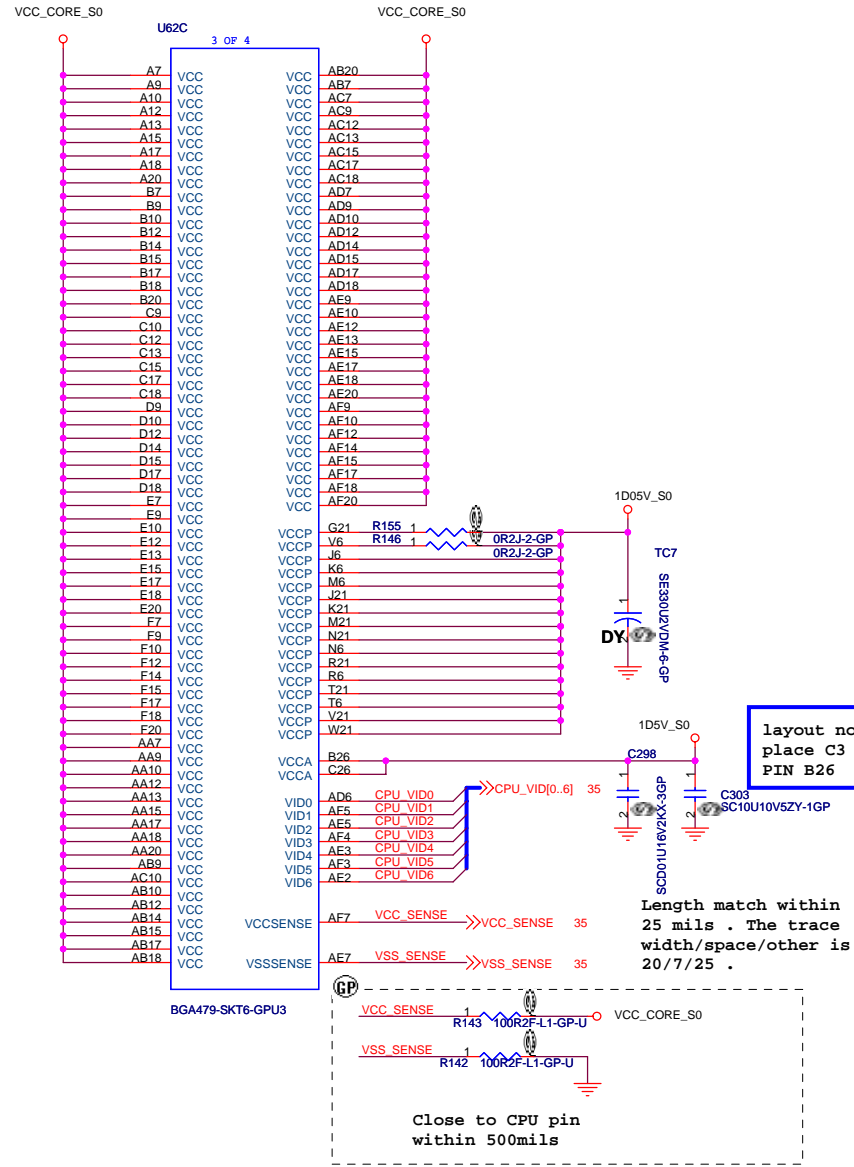 VCC_CORE_S0
VCC_CORE_S0
U62C
3 OF 4
A7 VCC VCC AB20
A9 VCC VCC AB7
A10 VCC VCC AC7
A12 VCC VCC AC9
A13 VCC VCC AC12
A15 VCC VCC AC13
A17 VCC VCC AC15
A18 VCC VCC AC17
A20 VCC VCC AC18
B7 VCC VCC AD7
B9 VCC VCC AD9
B10 VCC VCC AD10
B12 VCC VCC AD12
B14 VCC VCC AD14
B15 VCC VCC AD15
B17 VCC VCC AD17
B18 VCC VCC AD18
B20 VCC VCC AE9
C9 VCC VCC AE10
C10 VCC VCC AE12
C12 VCC VCC AE13
C13 VCC VCC AE15
C15 VCC VCC AE17
C17 VCC VCC AE18
C18 VCC VCC AE20
D9 VCC VCC AF9
D10 VCC VCC AF10
D12 VCC VCC AF12
D14 VCC VCC AF14
D15 VCC VCC AF15
D17 VCC VCC AF17
D18 VCC VCC AF18
E7 VCC VCC AF20
E9 VCC
E10 VCC VCCP G21 R155 1 0R2J-2-GP
E12 VCC VCCP V6 R146 1 0R2J-2-GP
E13 VCC VCCP J6
E15 VCC VCCP K6
E17 VCC VCCP M6
E18 VCC VCCP J21
E20 VCC VCCP K21
F7 VCC VCCP M21
F9 VCC VCCP N21
F10 VCC VCCP N6
F12 VCC VCCP R21
F14 VCC VCCP R6
F15 VCC VCCP T21
F17 VCC VCCP T6
F18 VCC VCCP V21
F20 VCC VCCP W21
AA7 VCC
AA9 VCC VCCA B26
AA10 VCC VCCA C26
AA12 VCC
AA13 VCC VID0 AD6 CPU_VID0
AA15 VCC VID1 AF5 CPU_VID1
AA17 VCC VID2 AE5 CPU_VID2
AA18 VCC VID3 AF4 CPU_VID3
AA20 VCC VID4 AE3 CPU_VID4
AB9 VCC VID5 AF3 CPU_VID5
AC10 VCC VID6 AE2 CPU_VID6
AB10 VCC
AB12 VCC
AB14 VCC VCCSENSE AF7 VCC_SENSE VCC_SENSE 35
AB15 VCC
AB17 VCC
AB18 VCC VSSSENSE AE7 VSS_SENSE VSS_SENSE 35
CPU_VID[0..6] 35
BGA479-SKT6-GPU3
1D05V_S0
TC7
1
DY
2
SE330U2VDM-6-GP
1D5V_S0
C298
1
2
SCD01U16V2KX-3GP
1
2
C303
SC10U10V5ZY-1GP
layout no
place C3
PIN B26
Length match within
25 mils . The trace
width/space/other is
20/7/25 .
GP
VCC_SENSE 1 VCC_CORE_S0
R143 100R2F-L1-GP-U
VSS_SENSE 1
R142 100R2F-L1-GP-U
Close to CPU pin
within 500mils